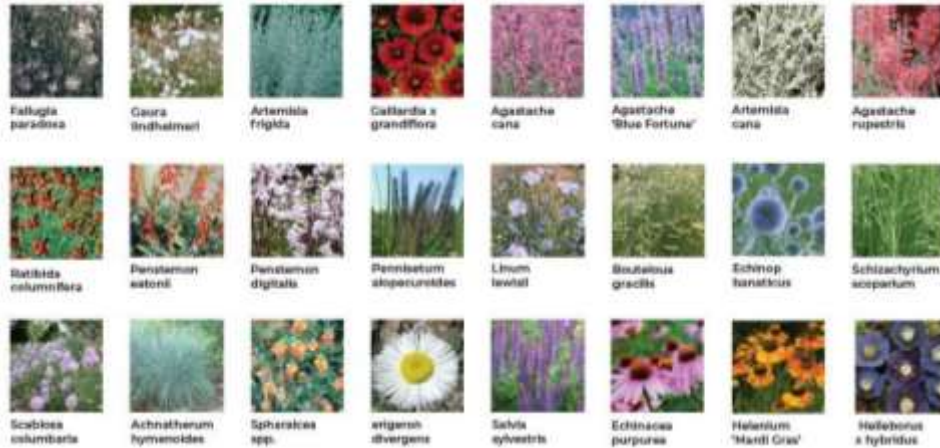 Fallugia
paradoxa
Gaura
lindheimeri
Artemisia
frigida
Gaillardia x
grandiflora
Agastache
cana
Agastache
'Blue Fortune'
Artemisia
cana
Agastache
rupestris
Ratibida
columnifera
Penstemon
eatonii
Penstemon
digitalis
Pennisetum
alopecuroides
Linum
lewisii
Bouteloua
gracilis
Echinop
banaticus
Schizachyrium
scoparium
Scabiosa
columbaria
Achnatherum
hymenoides
Spharalcea
spp.
erigeron
divergens
Salvia
sylvestris
Echinacea
purpurea
Helenium
'Mardi Gras'
Helleborus
x hybridus